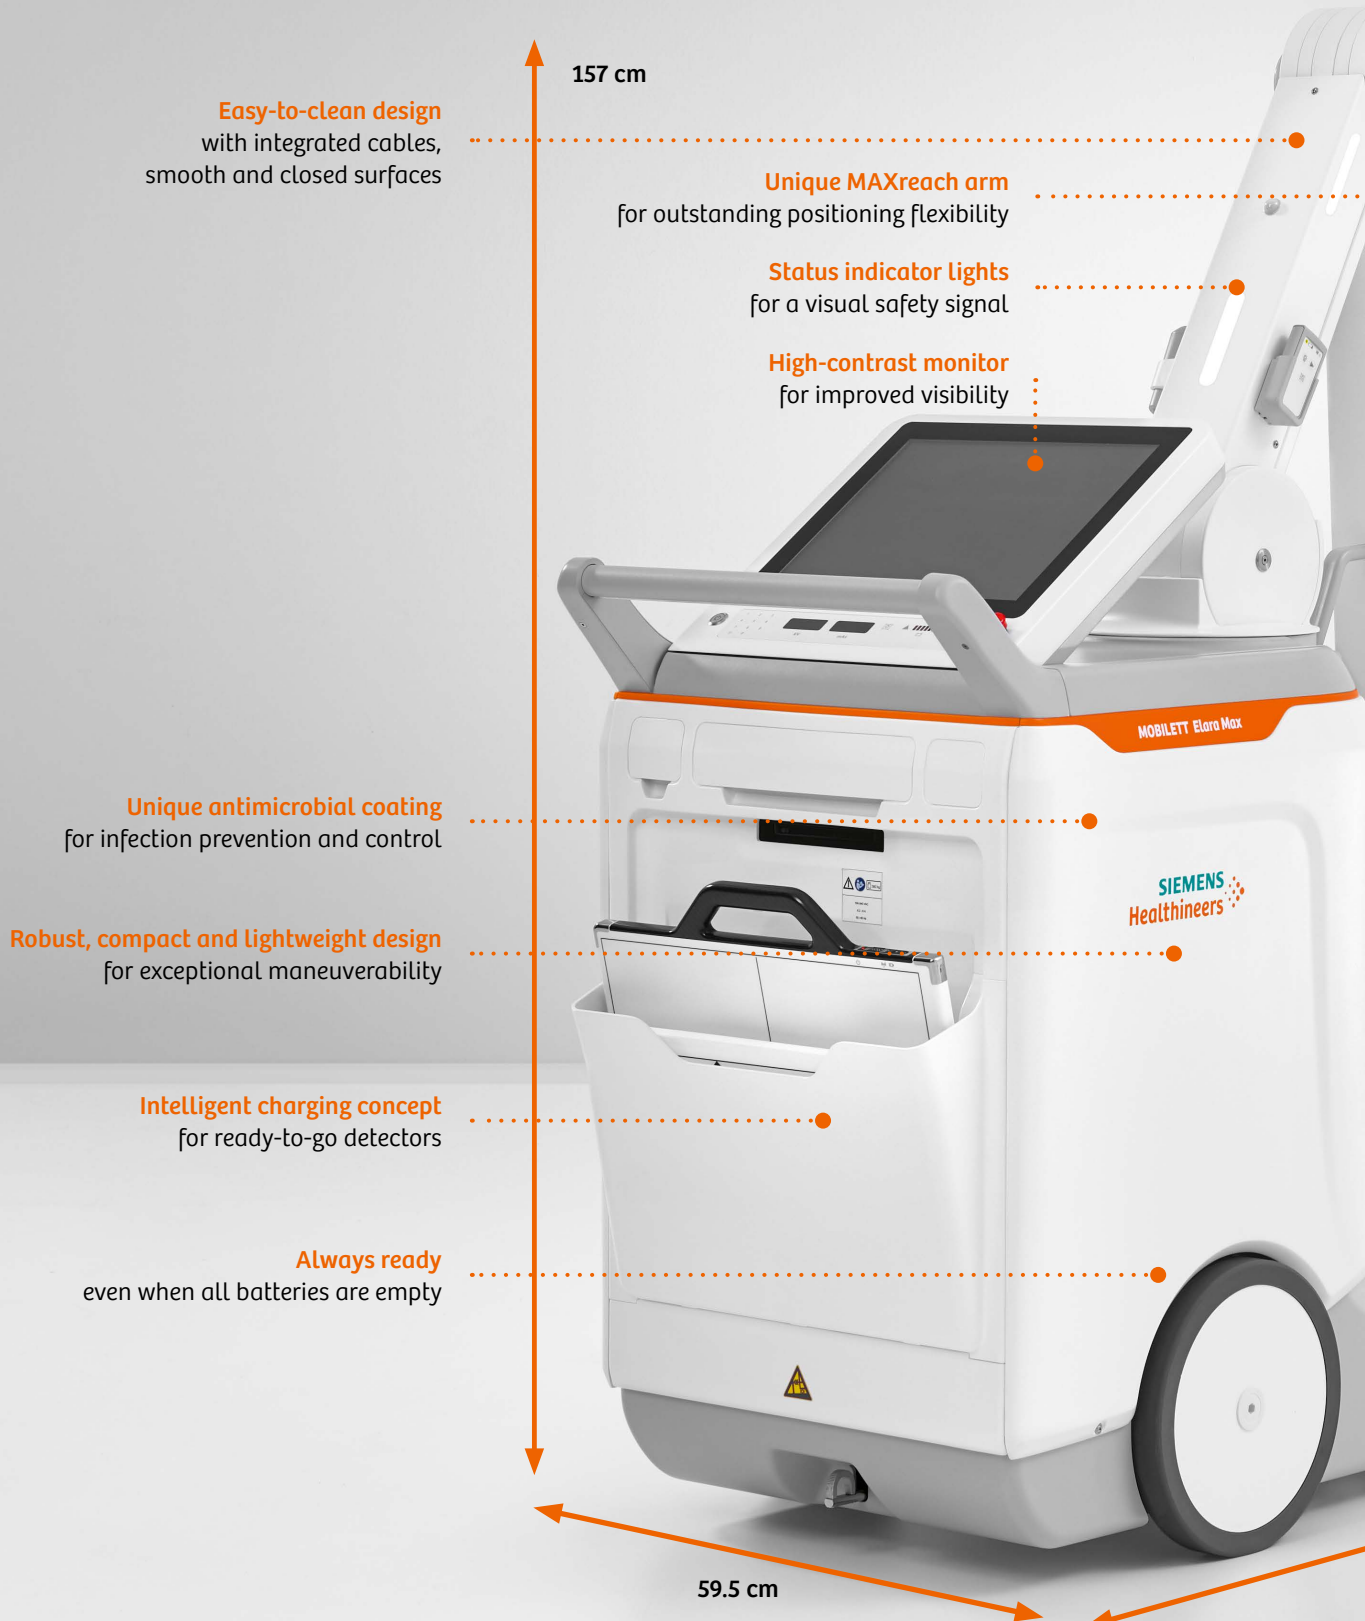 157 cm
Easy-to-clean design
with integrated cables,
smooth and closed surfaces
Unique MAXreach arm
for outstanding positioning flexibility
Status indicator lights
for a visual safety signal
High-contrast monitor
for improved visibility
MOBILETT Elara Max
Unique antimicrobial coating
for infection prevention and control
SIEMENS
Healthineers
Robust, compact and lightweight design
for exceptional maneuverability
Intelligent charging concept
for ready-to-go detectors
Always ready
even when all batteries are empty
59.5 cm